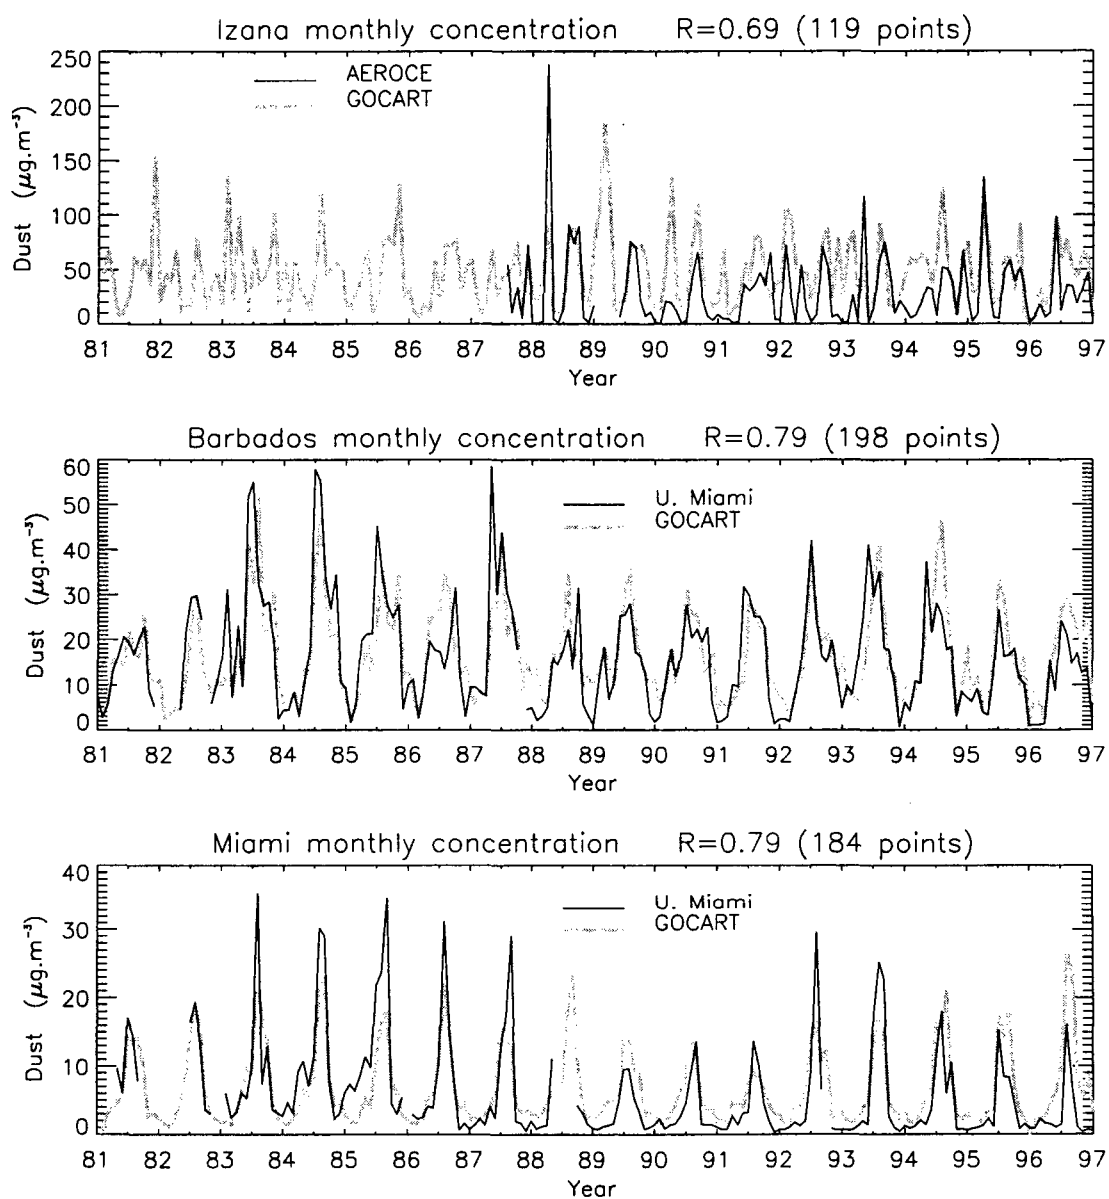 Izana monthly concentration R=0.69 (119 points)
250
200
150
100
50
0
Dust (μg.m⁻³)
AEROCE
GOCART
81 82 83 84 85 86 87 88 89 90 91 92 93 94 95 96 97
Year
Barbados monthly concentration R=0.79 (198 points)
60
50
40
30
20
10
0
Dust (μg.m⁻³)
U. Miami
GOCART
81 82 83 84 85 86 87 88 89 90 91 92 93 94 95 96 97
Year
Miami monthly concentration R=0.79 (184 points)
40
30
20
10
0
Dust (μg.m⁻³)
U. Miami
GOCART
81 82 83 84 85 86 87 88 89 90 91 92 93 94 95 96 97
Year